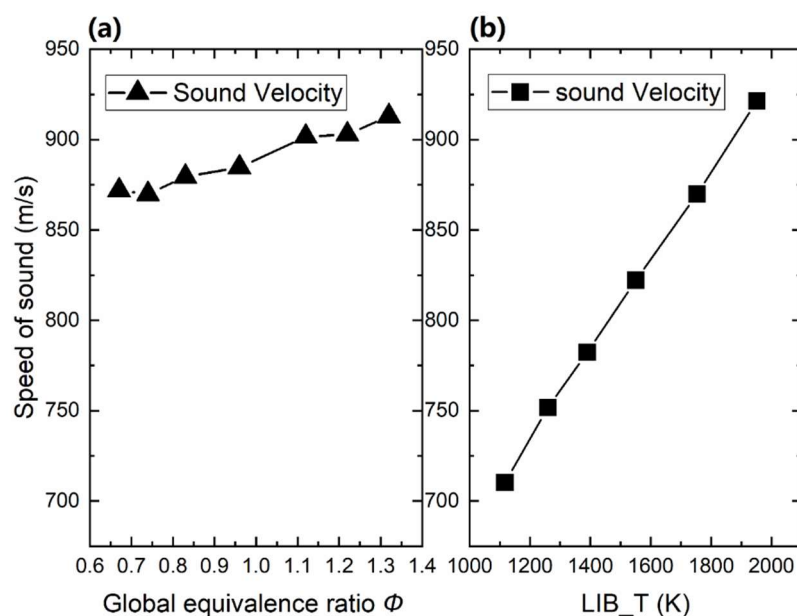 (a)
(b)
Sound Velocity
sound Velocity
950
900
850
800
750
700
950
900
850
800
750
700
Speed of sound (m/s)
0.6 0.7 0.8 0.9 1.0 1.1 1.2 1.3 1.4
1000 1200 1400 1600 1800 2000
Global equivalence ratio Φ
LIB_T (K)